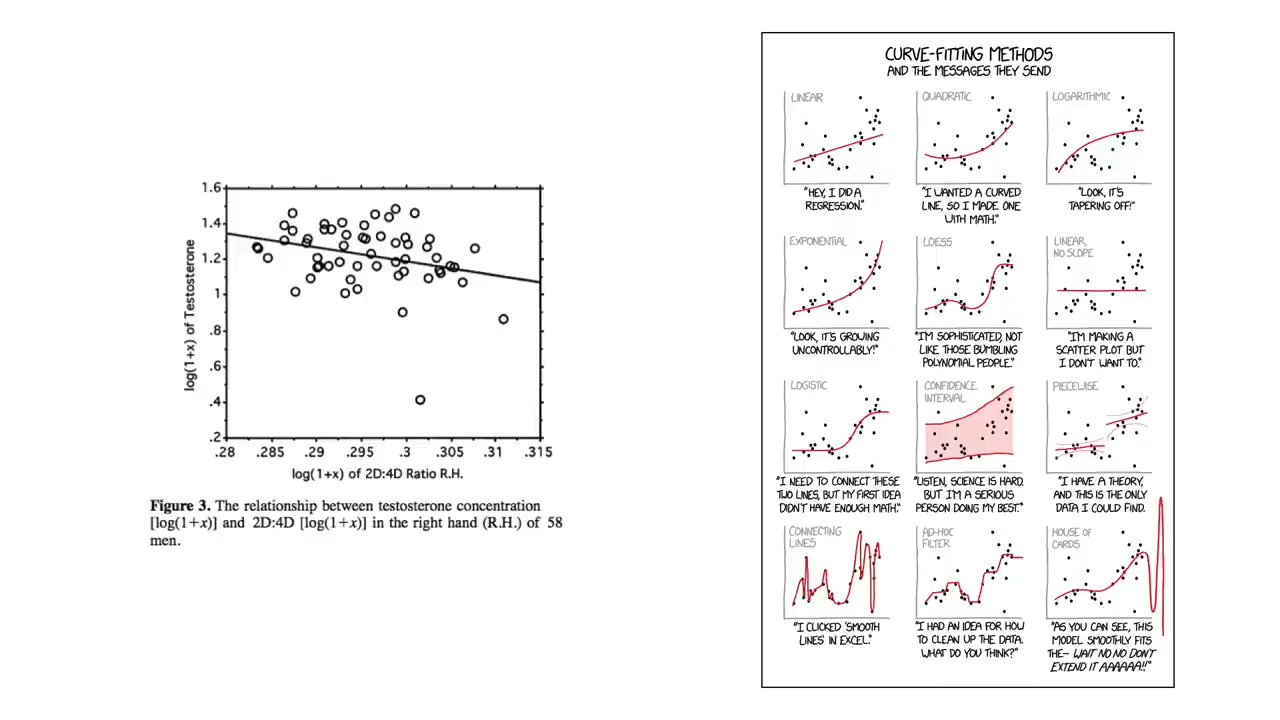 1.6
1.4
1.2
1
.8
.6
.4
.2
log(1+x) of Testosterone
.28 .285 .29 .295 .3 .305 .31 .315
log(1+x) of 2D:4D Ratio R.H.
Figure 3. The relationship between testosterone concentration
[log(1+x)] and 2D:4D [log(1+x)] in the right hand (R.H.) of 58
men.
CURVE-FITTING METHODS
AND THE MESSAGES THEY SEND
LINEAR
"HEY, I DID A
REGRESSION."
QUADRATIC
"I WANTED A CURVED
LINE, SO I MADE ONE
WITH MATH."
LOGARITHMIC
"LOOK, IT'S
TAPERING OFF!"
EXPONENTIAL
"LOOK, IT'S GROWING
UNCONTROLLABLY!"
LOESS
"I'M SOPHISTICATED, NOT
LIKE THOSE BUMBLING
POLYNOMIAL PEOPLE."
LINEAR,
NO SLOPE
"I'M MAKING A
SCATTER PLOT BUT
I DON'T WANT TO."
LOGISTIC
"I NEED TO CONNECT THESE
TWO LINES, BUT MY FIRST IDEA
DIDN'T HAVE ENOUGH MATH."
CONFIDENCE
INTERVAL
"LISTEN, SCIENCE IS HARD.
BUT I'M A SERIOUS
PERSON DOING MY BEST."
PIECEWISE
"I HAVE A THEORY,
AND THIS IS THE ONLY
DATA I COULD FIND.
CONNECTING
LINES
"I CLICKED 'SMOOTH
LINES' IN EXCEL."
AD-HOC
FILTER
"I HAD AN IDEA FOR HOW
TO CLEAN UP THE DATA.
WHAT DO YOU THINK?"
HOUSE OF
CARDS
"AS YOU CAN SEE, THIS
MODEL SMOOTHLY FITS
THE- WAIT NO NO DON'T
EXTEND IT AAAAAA!!"